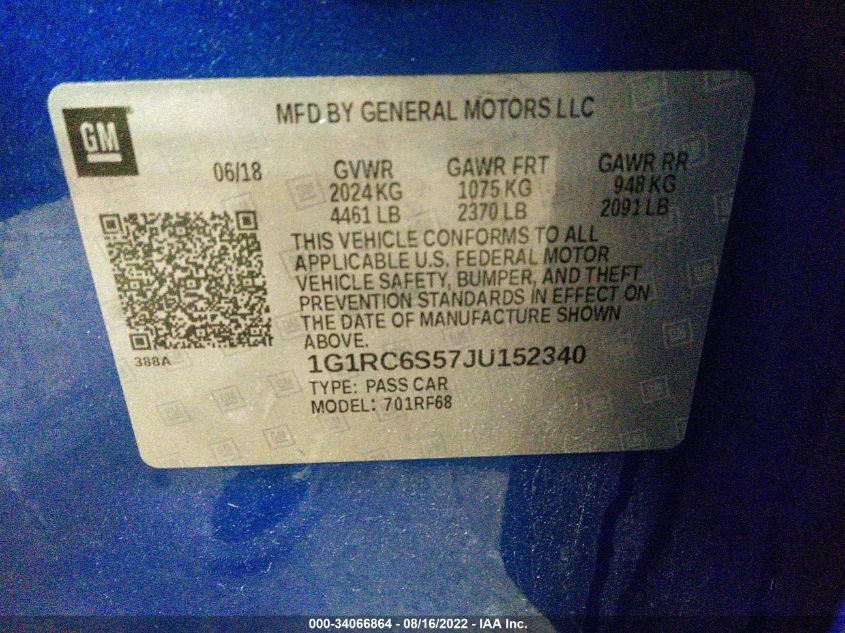 MFD BY GENERAL MOTORS LLC
GM
06/18 GVWR GAWR FRT GAWR RR
2024 KG 1075 KG 948 KG
4461 LB 2370 LB 2091 LB
THIS VEHICLE CONFORMS TO ALL
APPLICABLE U.S. FEDERAL MOTOR
VEHICLE SAFETY, BUMPER, AND THEFT
PREVENTION STANDARDS IN EFFECT ON
THE DATE OF MANUFACTURE SHOWN
ABOVE.
388A
1G1RC6S57JU152340
TYPE: PASS CAR
MODEL: 701RF68
000-34066864 / 08/16/2022 - IAA Inc.